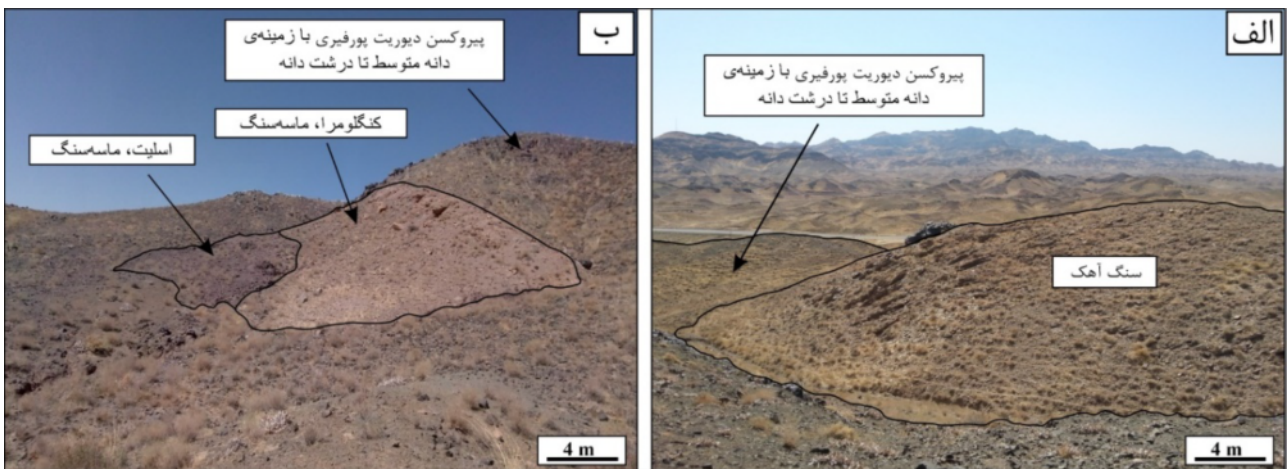 الف
پیروکسن دیوریت پورفیری با زمینه‌ی
دانه متوسط تا درشت دانه
سنگ آهک
4 m
ب
پیروکسن دیوریت پورفیری با زمینه‌ی
دانه متوسط تا درشت دانه
کنگلومرا، ماسه‌سنگ
اسلیت، ماسه‌سنگ
4 m